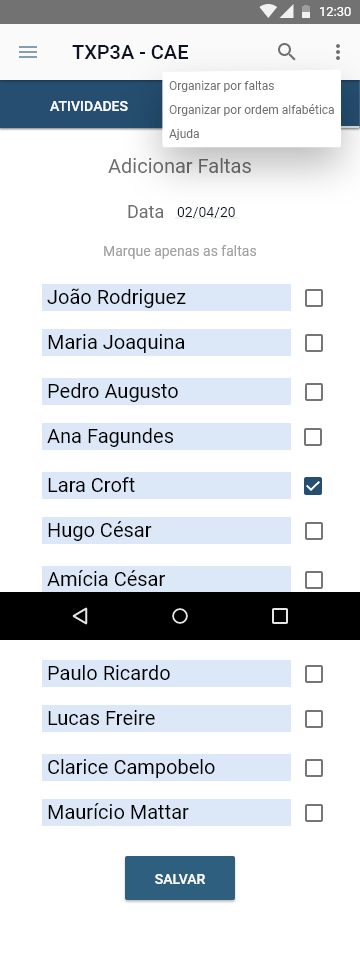 12:30
TXP3A - CAE
ATIVIDADES
Organizar por faltas
Organizar por ordem alfabética
Ajuda
Adicionar Faltas
Data 02/04/20
Marque apenas as faltas
João Rodriguez
Maria Joaquina
Pedro Augusto
Ana Fagundes
Lara Croft
Hugo César
Amícia César
Paulo Ricardo
Lucas Freire
Clarice Campobelo
Maurício Mattar
SALVAR